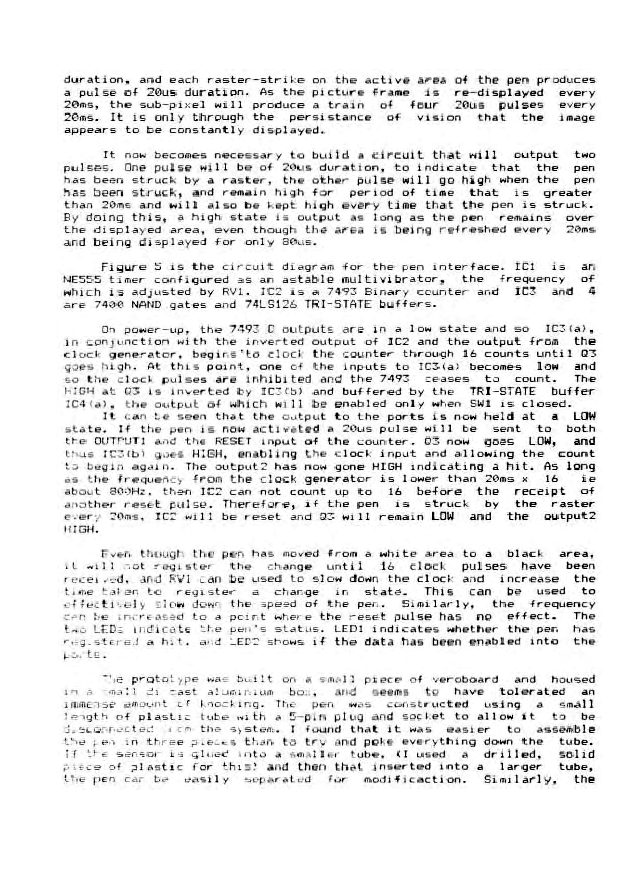 duration, and each raster-strike on the active area of the pen produces
a pulse of 20us duration. As the picture frame is re-displayed every
20ms, the sub-pixel will produce a train of four 20us pulses every
20ms. It is only through the persistance of vision that the image
appears to be constantly displayed.
It now becomes necessary to build a circuit that will output two
pulses. One pulse will be of 20us duration, to indicate that the pen
has been struck by a raster, the other pulse will go high when the pen
has been struck, and remain high for period of time that is greater
than 20ms and will also be kept high every time that the pen is struck.
By doing this, a high state is output as long as the pen remains over
the displayed area, even though the area is being refreshed every 20ms
and being displayed for only 80us.
Figure 5 is the circuit diagram for the pen interface. IC1 is an
NE555 timer configured as an astable multivibrator, the frequency of
which is adjusted by RV1. IC2 is a 7493 Binary counter and IC3 and 4
are 7400 NAND gates and 74LS126 TRI-STATE buffers.
On power-up, the 7493 Q outputs are in a low state and so IC3(a),
in conjunction with the inverted output of IC2 and the output from the
clock generator, begins to clock the counter through 16 counts until Q3
goes high. At this point, one of the inputs to IC3(a) becomes low and
so the clock pulses are inhibited and the 7493 ceases to count. The
HIGH at Q3 is inverted by IC3(b) and buffered by the TRI-STATE buffer
IC4(a), the output of which will be enabled only when SW1 is closed.
It can be seen that the output to the ports is now held at a LOW
state. If the pen is now activated a 20us pulse will be sent to both
the OUTPUT1 and the RESET input of the counter. Q3 now goes LOW, and
thus IC3(b) goes HIGH, enabling the clock input and allowing the count
to begin again. The output2 has now gone HIGH indicating a hit. As long
as the frequency from the clock generator is lower than 20ms x 16 ie
about 800Hz, then IC2 can not count up to 16 before the receipt of
another reset pulse. Therefore, if the pen is struck by the raster
every 20ms, IC2 will be reset and Q3 will remain LOW and the output2
HIGH.
Even though the pen has moved from a white area to a black area,
it will not register the change until 16 clock pulses have been
received, and RV1 can be used to slow down the clock and increase the
time taken to register a change in state. This can be used to
effectively slow down the speed of the pen. Similarly, the frequency
can be increased to a point where the reset pulse has no effect. The
two LEDs indicate the pen's status. LED1 indicates whether the pen has
registered a hit, and LED2 shows if the data has been enabled into the
ports.
The prototype was built on a small piece of veroboard and housed
in a small di cast aluminium box, and seems to have tolerated an
immense amount of knocking. The pen was constructed using a small
length of plastic tube with a 5-pin plug and socket to allow it to be
disconnected from the system. I found that it was easier to assemble
the pen in three pieces than to try and poke everything down the tube.
If the sensor is glued into a smaller tube, (I used a drilled, solid
piece of plastic for this) and then that inserted into a larger tube,
the pen can be easily separated for modificaction. Similarly, the